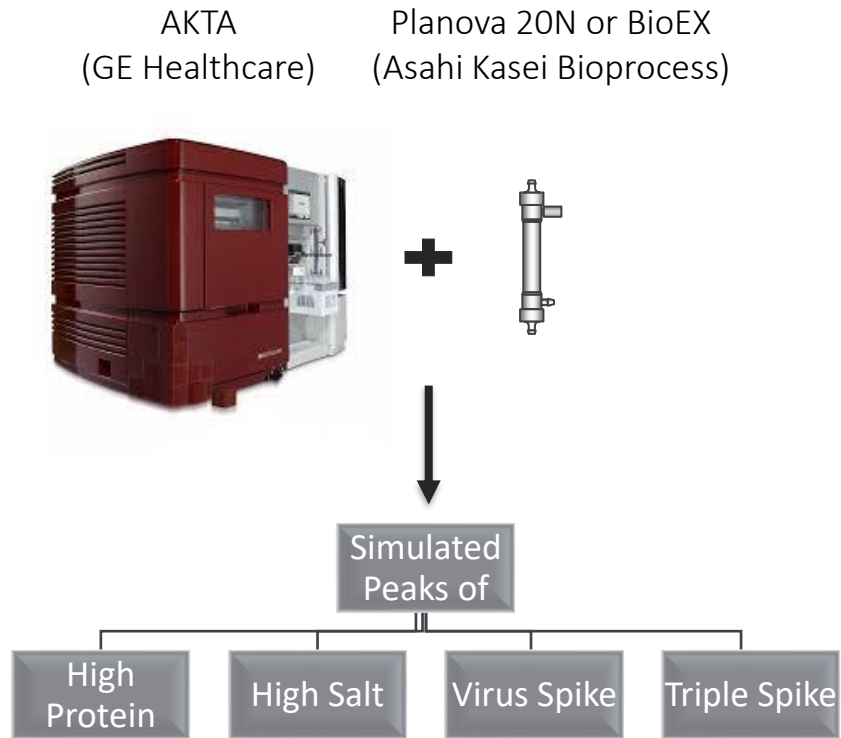 AKTA
(GE Healthcare)
Planova 20N or BioEX
(Asahi Kasei Bioprocess)
Simulated
Peaks of
High
Protein
High Salt
Virus Spike
Triple Spike